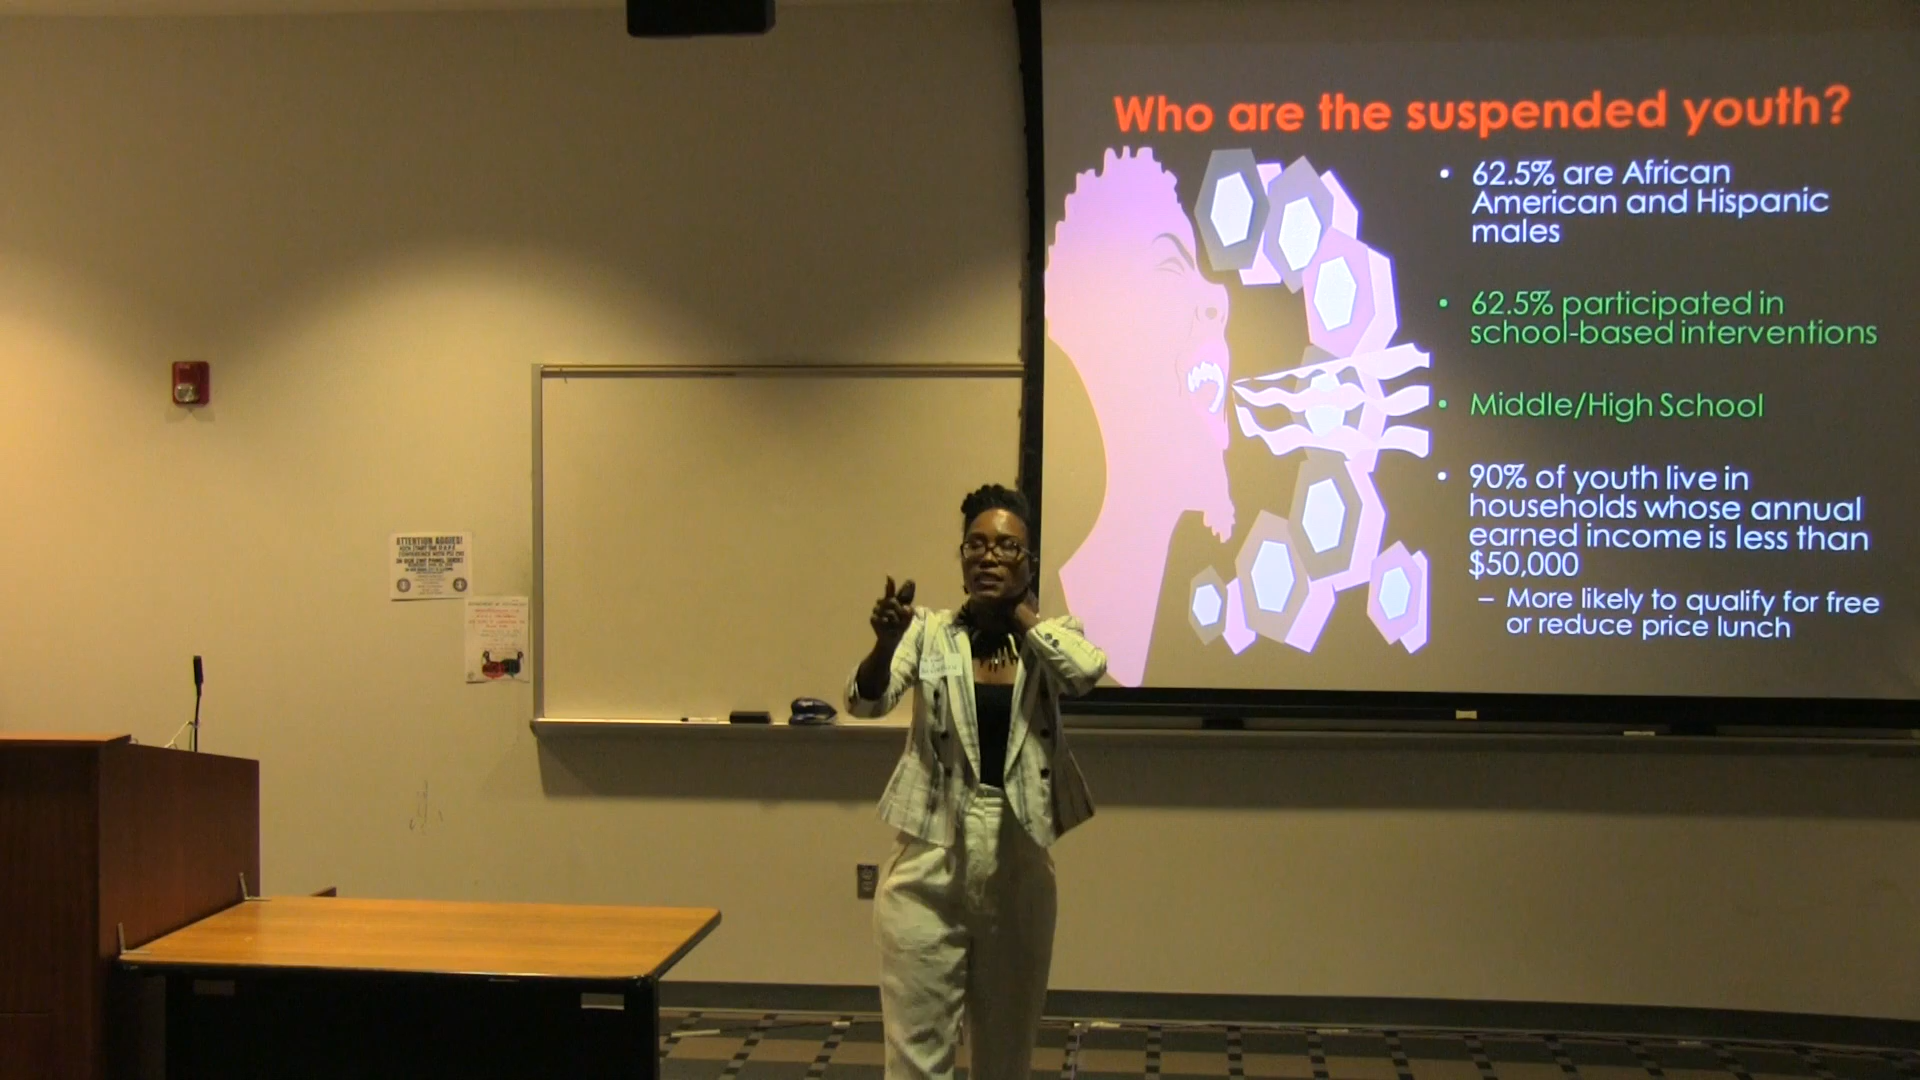 Who are the suspended youth?
• 62.5% are African
American and Hispanic
males
• 62.5% participated in
school-based interventions
• Middle/High School
• 90% of youth live in
households whose annual
earned income is less than
$50,000
– More likely to qualify for free
or reduce price lunch
ATTENTION AGGIES!